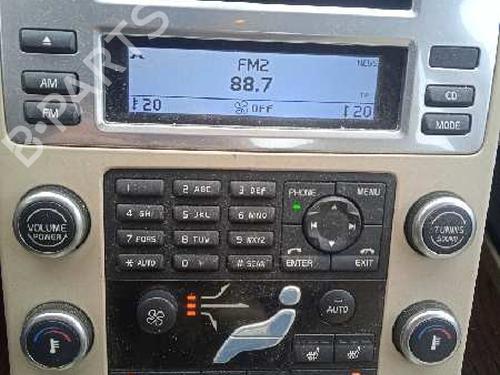 FM2
NEWS
88.7
TP
20
OFF
20
AM
FM
CD
MODE
1
2 ABC
3 DEF
4 GHI
5 JKL
6 MNO
7 PQRS
8 TUV
9 WXYZ
* AUTO
0 +
# SCAN
PHONE
MENU
ENTER
EXIT
VOLUME
POWER
TUNING
SOUND
AUTO
B-PARTS